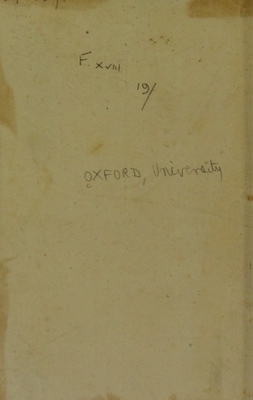 F. xviii
19/
OXFORD, University